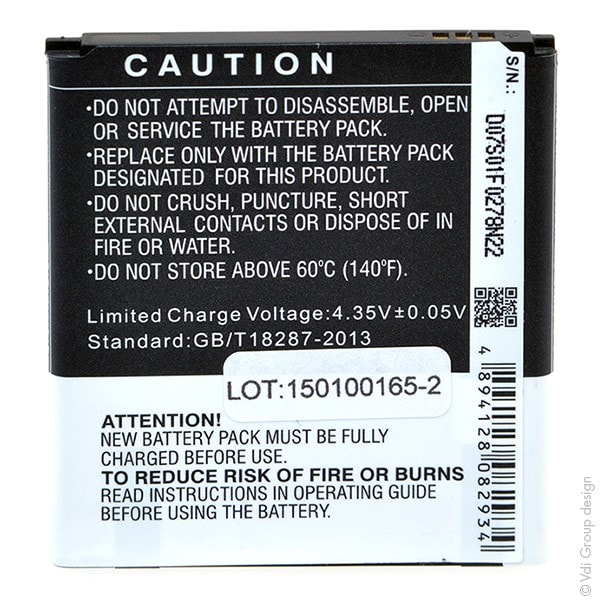 CAUTION
•DO NOT ATTEMPT TO DISASSEMBLE, OPEN
OR SERVICE THE BATTERY PACK.
•REPLACE ONLY WITH THE BATTERY PACK
DESIGNATED FOR THIS PRODUCT.
•DO NOT CRUSH, PUNCTURE, SHORT
EXTERNAL CONTACTS OR DISPOSE OF IN
FIRE OR WATER.
•DO NOT STORE ABOVE 60°C (140°F).
Limited Charge Voltage:4.35V±0.05V
Standard:GB/T18287-2013
LOT:150100165-2
ATTENTION!
NEW BATTERY PACK MUST BE FULLY
CHARGED BEFORE USE.
TO REDUCE RISK OF FIRE OR BURNS
READ INSTRUCTIONS IN OPERATING GUIDE
BEFORE USING THE BATTERY.
S/N.:
D07S01F0278N22
4894128082934
© Vdi Group design